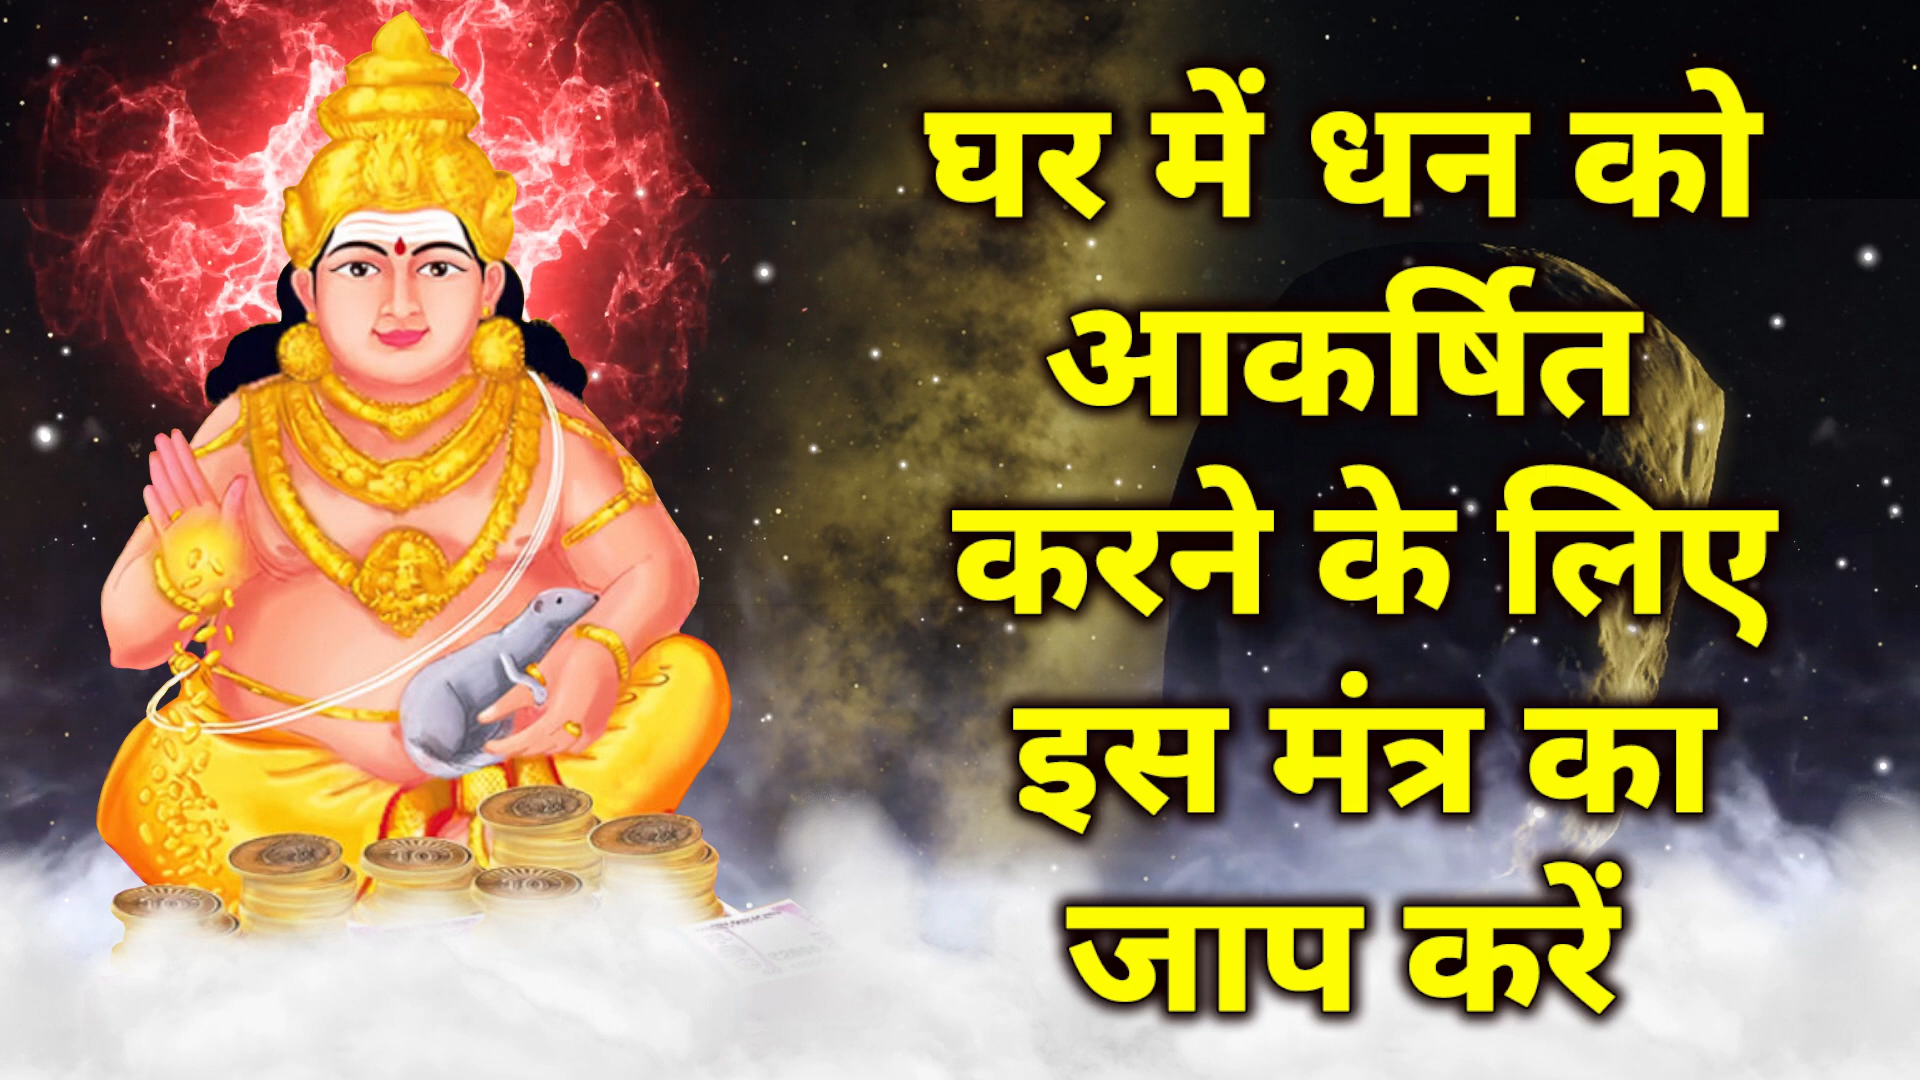 घर में धन को
आकर्षित
करने के लिए
इस मंत्र का
जाप करें